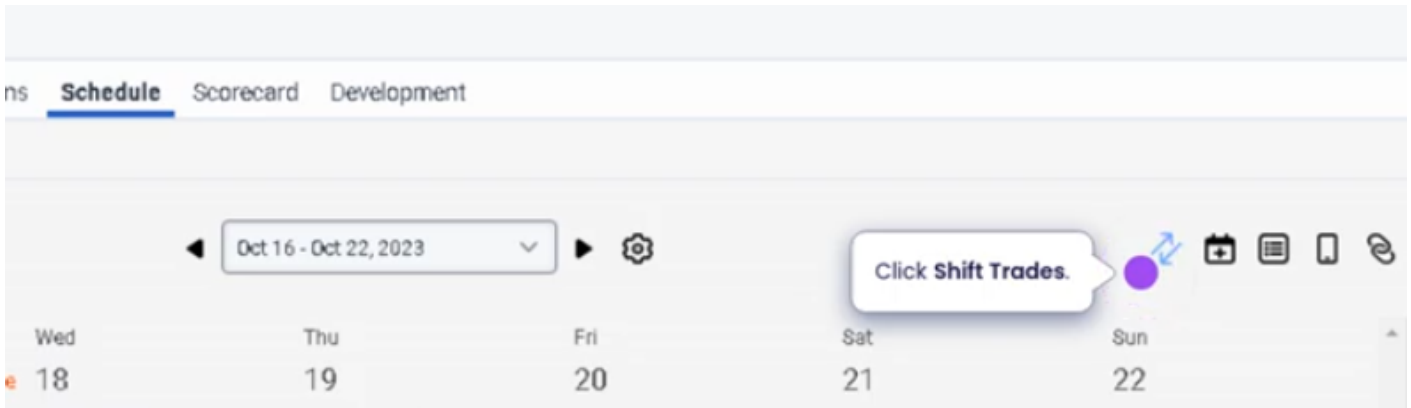 ns Schedule Scorecard Development
Oct 16 - Oct 22, 2023
Click Shift Trades.
Wed Thu Fri Sat Sun
e 18 19 20 21 22